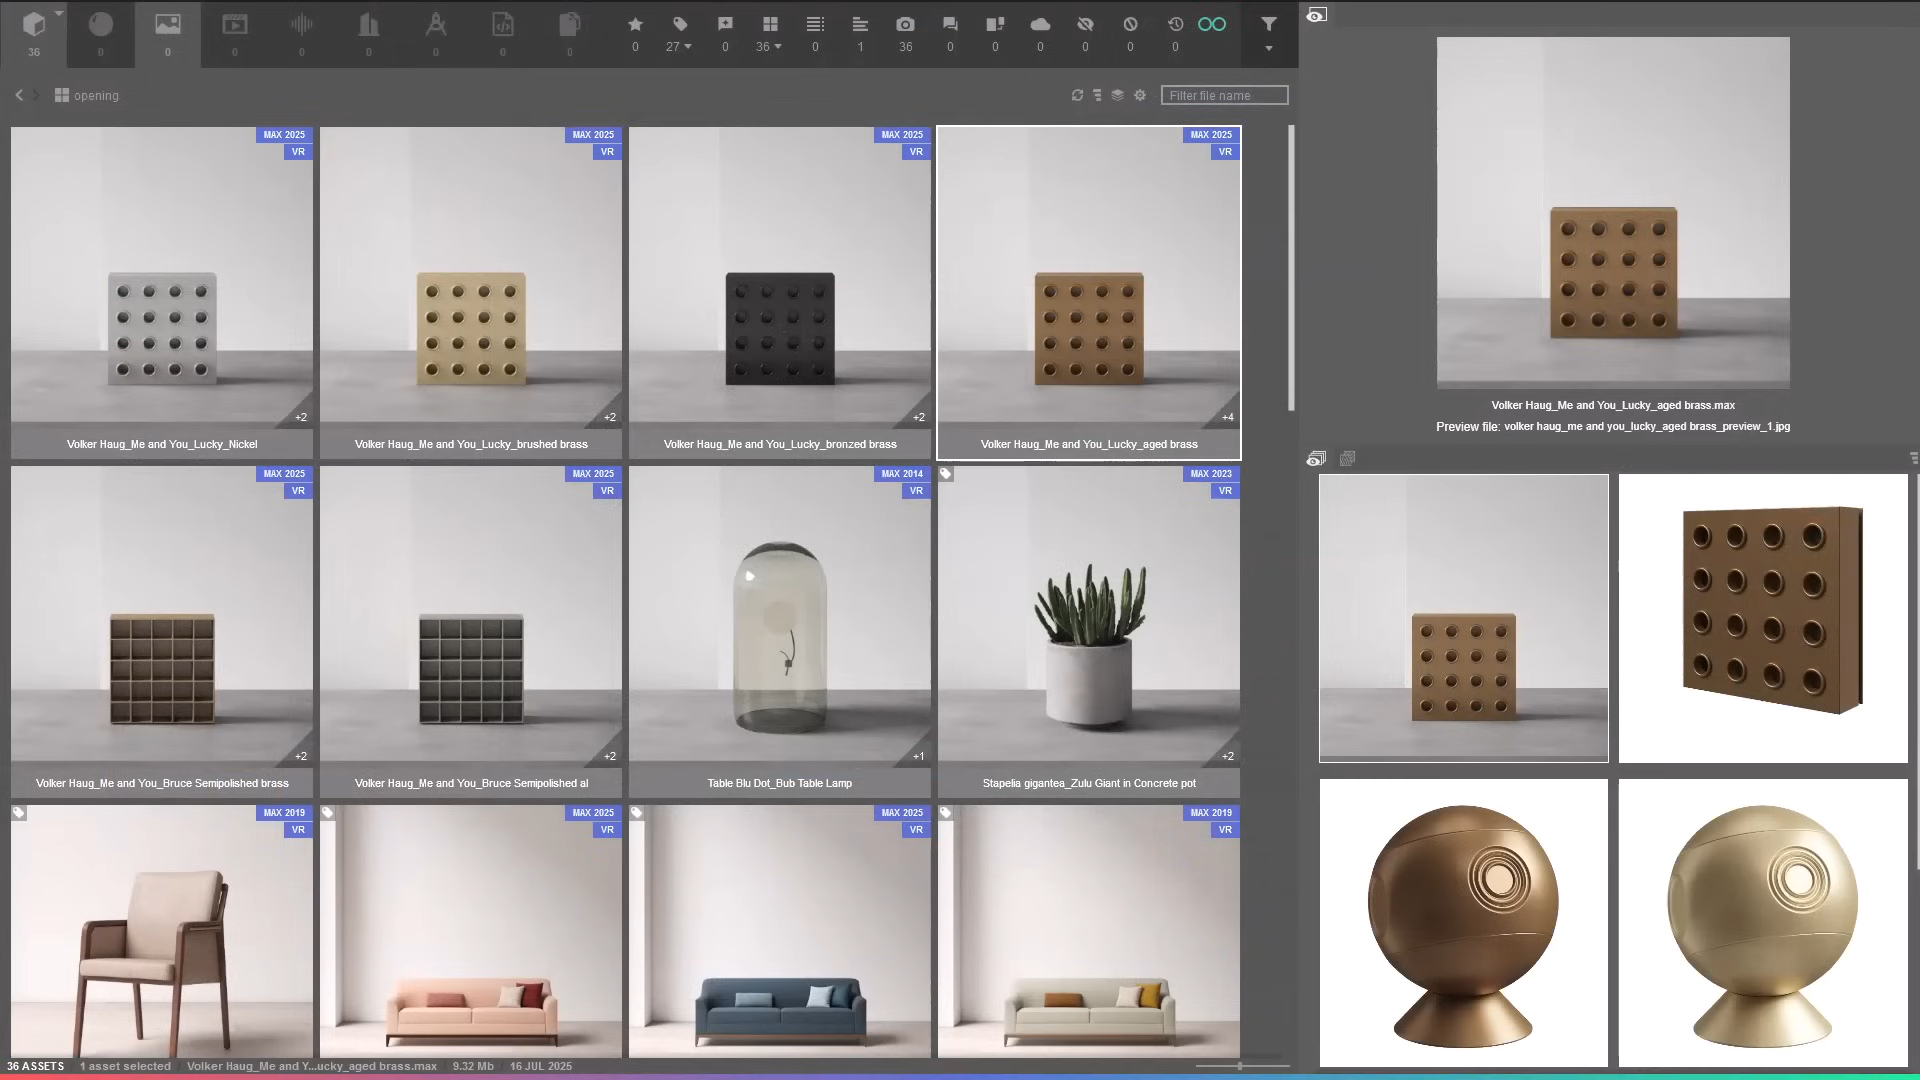 36
0
0
0
0
0
0
0
0
0
27
0
36
0
1
36
0
0
0
0
0
0
opening
Filter file name
MAX 2025
VR
+2
Volker Haug_Me and You_Lucky_Nickel
MAX 2025
VR
+2
Volker Haug_Me and You_Lucky_brushed brass
MAX 2025
VR
+2
Volker Haug_Me and You_Lucky_bronzed brass
MAX 2025
VR
+4
Volker Haug_Me and You_Lucky_aged brass
MAX 2025
VR
+2
Volker Haug_Me and You_Bruce Semipolished brass
MAX 2025
VR
+2
Volker Haug_Me and You_Bruce Semipolished al
MAX 2014
VR
+1
Table Blu Dot_Bub Table Lamp
MAX 2023
VR
+2
Stapelia gigantea_Zulu Giant in Concrete pot
MAX 2019
VR
MAX 2025
VR
MAX 2025
VR
MAX 2019
VR
36 ASSETS / 1 asset selected / Volker Haug_Me and Y...ucky_aged brass.max / 9.32 Mb / 16 JUL 2025
Volker Haug_Me and You_Lucky_aged brass.max
Preview file: volker haug_me and you_lucky_aged brass_preview_1.jpg